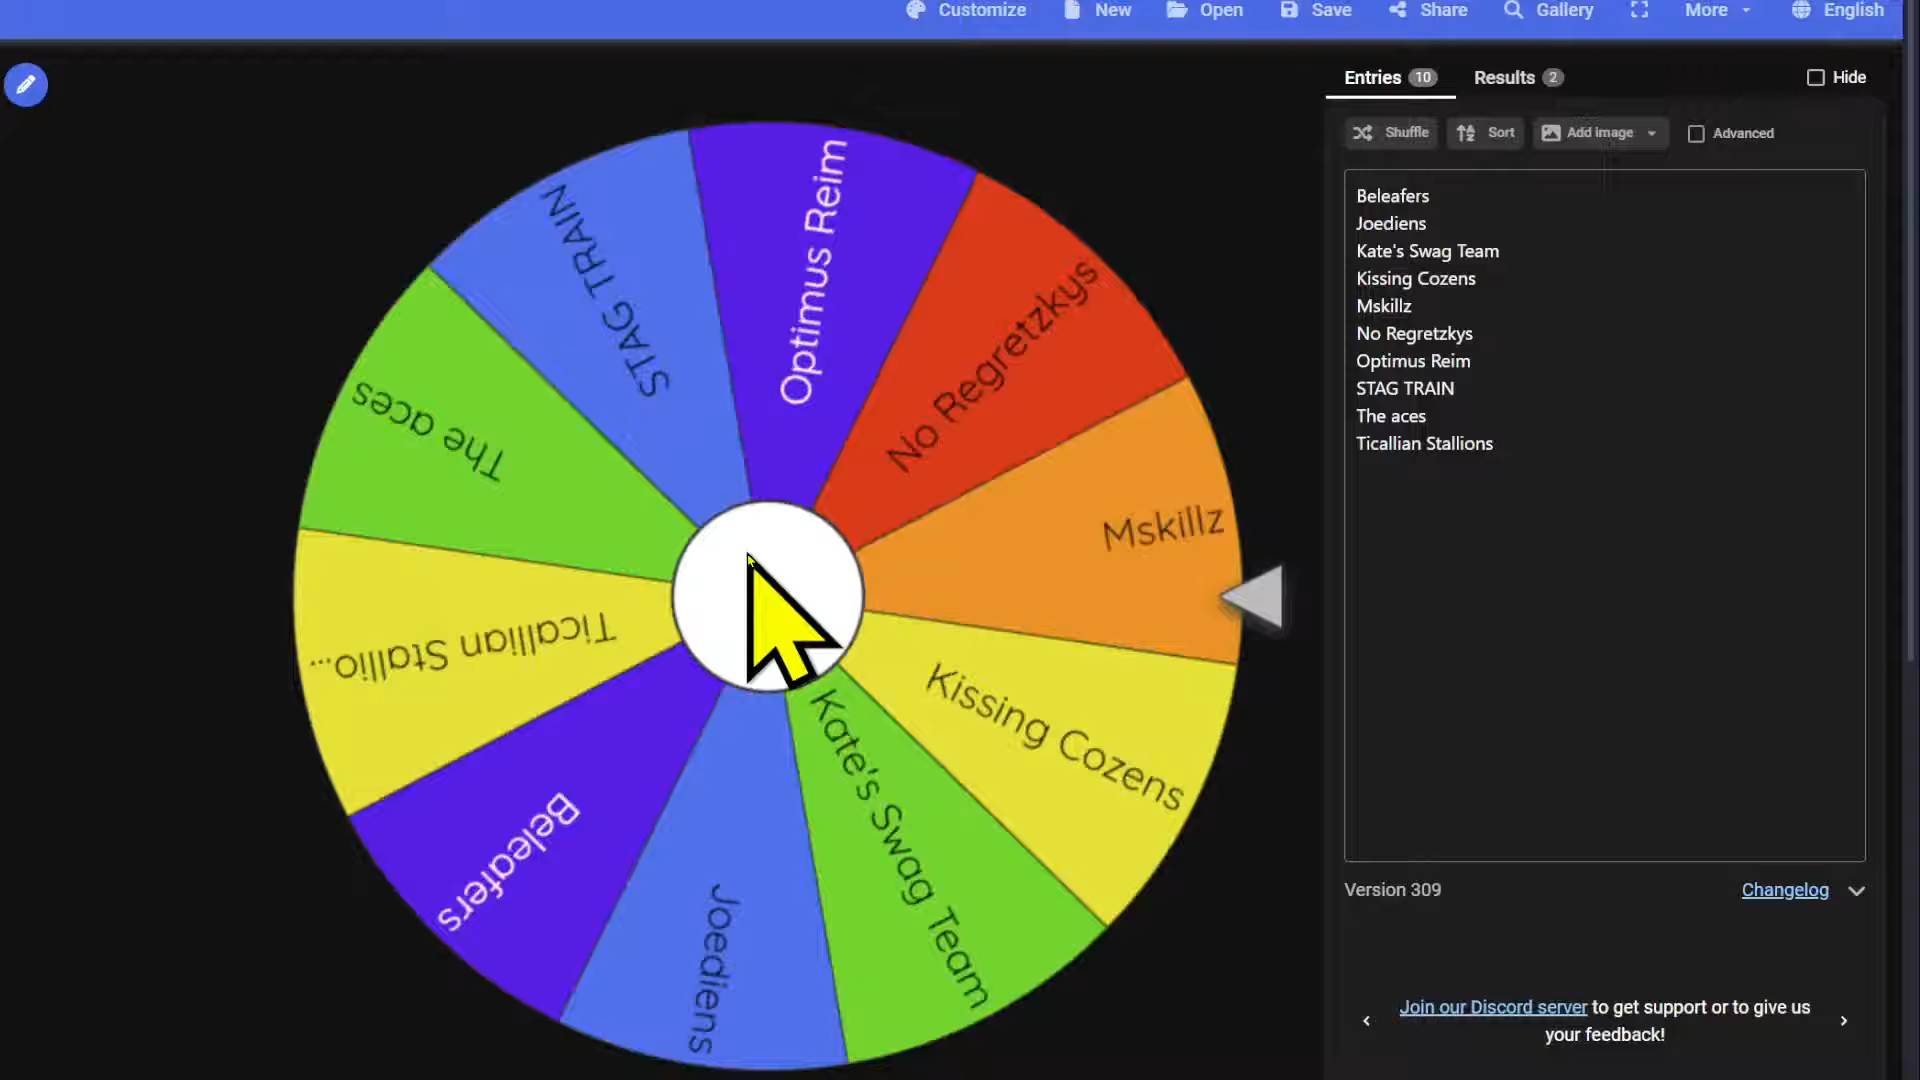 Customize New Open Save Share Gallery More English
Entries 10 Results 2 Hide
Shuffle Sort Add image Advanced
Beleafers
Joediens
Kate's Swag Team
Kissing Cozens
Mskillz
No Regretzkys
Optimus Reim
STAG TRAIN
The aces
Ticallian Stallions
Version 309 Changelog
Join our Discord server to get support or to give us
your feedback!
Optimus Reim
No Regretzkys
Mskillz
Kissing Cozens
Kate's Swag Team
Joediens
Beleafers
Ticallian Stallio...
The aces
STAG TRAIN